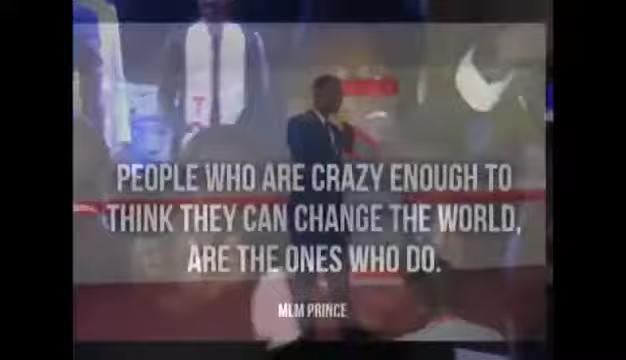 PEOPLE WHO ARE CRAZY ENOUGH TO
THINK THEY CAN CHANGE THE WORLD,
ARE THE ONES WHO DO.
MLM PRINCE